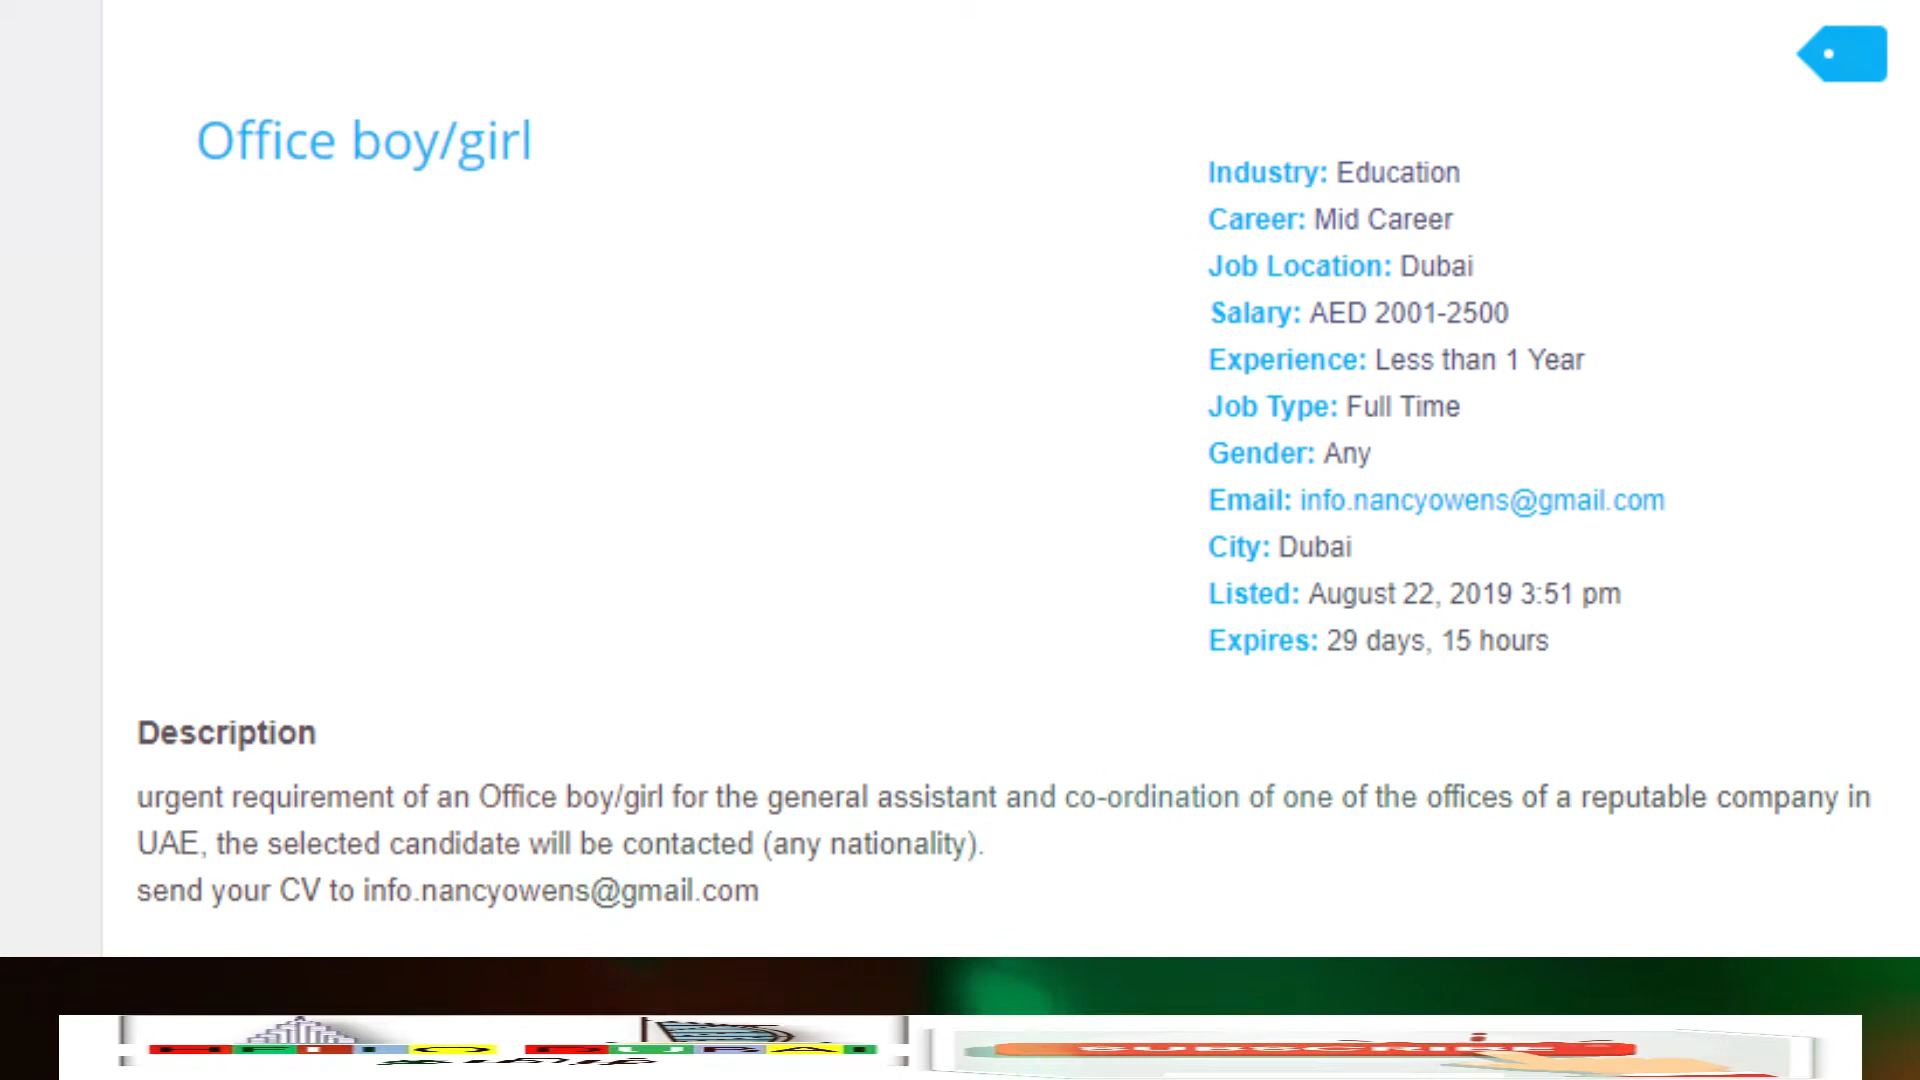 Office boy/girl
Industry: Education
Career: Mid Career
Job Location: Dubai
Salary: AED 2001-2500
Experience: Less than 1 Year
Job Type: Full Time
Gender: Any
Email: info.nancyowens@gmail.com
City: Dubai
Listed: August 22, 2019 3:51 pm
Expires: 29 days, 15 hours
Description
urgent requirement of an Office boy/girl for the general assistant and co-ordination of one of the offices of a reputable company in
UAE, the selected candidate will be contacted (any nationality).
send your CV to info.nancyowens@gmail.com
HELLO DUBAI
SUBSCRIBE